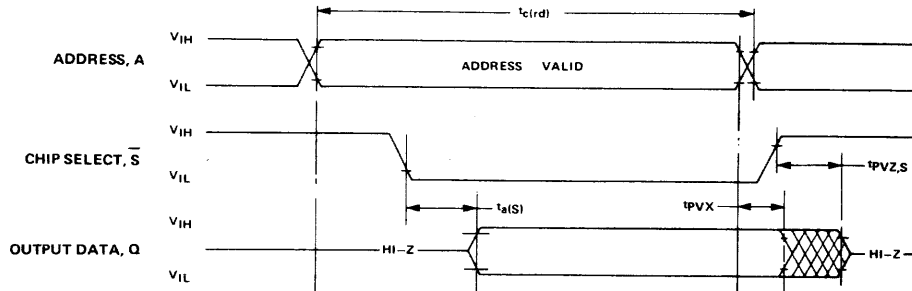 tc(rd)
VIH
ADDRESS, A
ADDRESS VALID
VIL
VIH
CHIP SELECT, S̅
tPVZ,S
VIL
ta(S)
tPVX
VIH
OUTPUT DATA, Q
HI-Z
HI-Z
VIL